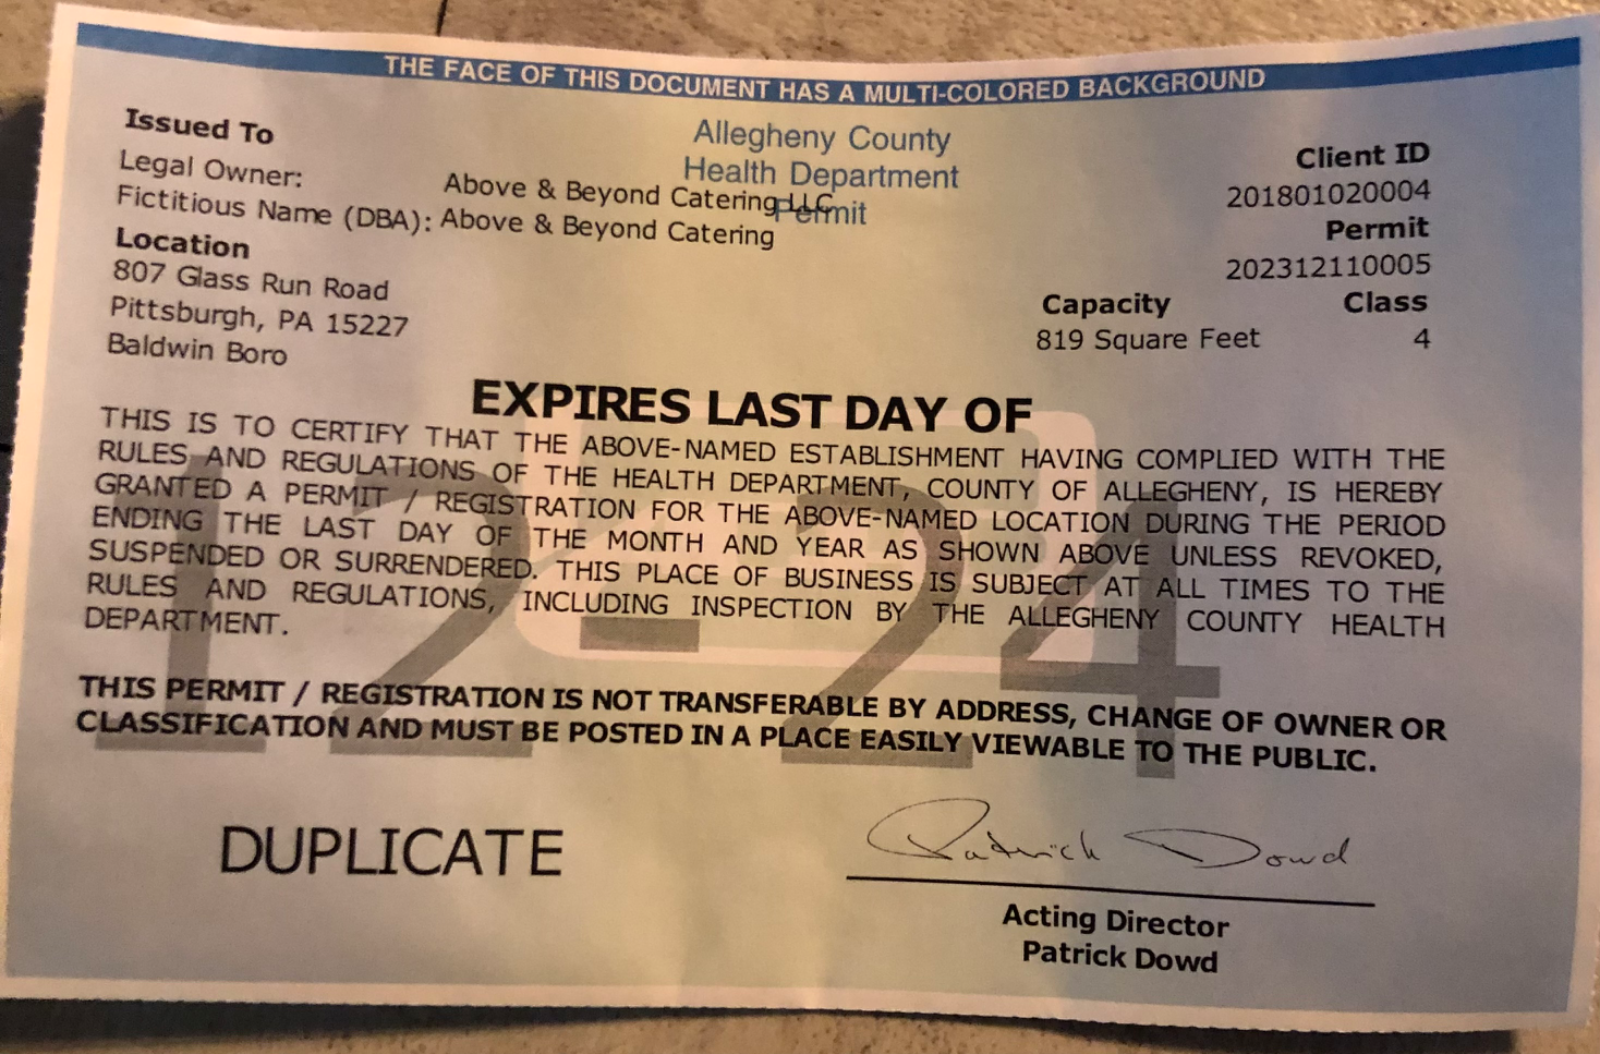 THE FACE OF THIS DOCUMENT HAS A MULTI-COLORED BACKGROUND
Allegheny County
Health Department
Permit
Issued To
Legal Owner: Above & Beyond Catering LLC
Fictitious Name (DBA): Above & Beyond Catering
Location
807 Glass Run Road
Pittsburgh, PA 15227
Baldwin Boro
Client ID
201801020004
Permit
202312110005
Capacity Class
819 Square Feet 4
EXPIRES LAST DAY OF
12-24
THIS IS TO CERTIFY THAT THE ABOVE-NAMED ESTABLISHMENT HAVING COMPLIED WITH THE
RULES AND REGULATIONS OF THE HEALTH DEPARTMENT, COUNTY OF ALLEGHENY, IS HEREBY
GRANTED A PERMIT / REGISTRATION FOR THE ABOVE-NAMED LOCATION DURING THE PERIOD
ENDING THE LAST DAY OF THE MONTH AND YEAR AS SHOWN ABOVE UNLESS REVOKED,
SUSPENDED OR SURRENDERED. THIS PLACE OF BUSINESS IS SUBJECT AT ALL TIMES TO THE
RULES AND REGULATIONS, INCLUDING INSPECTION BY THE ALLEGHENY COUNTY HEALTH
DEPARTMENT.
THIS PERMIT / REGISTRATION IS NOT TRANSFERABLE BY ADDRESS, CHANGE OF OWNER OR
CLASSIFICATION AND MUST BE POSTED IN A PLACE EASILY VIEWABLE TO THE PUBLIC.
DUPLICATE
Patrick Dowd
Acting Director
Patrick Dowd